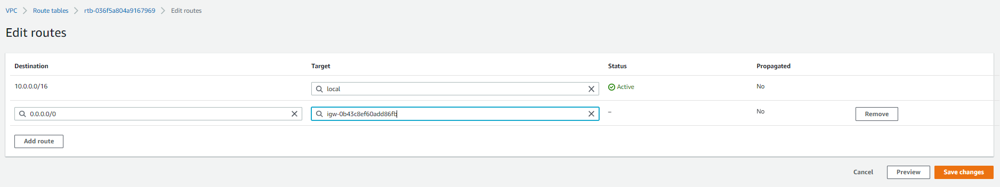 VPC > Route tables > rtb-036f5a804a9167969 > Edit routes
Edit routes
Destination Target Status Propagated
10.0.0.0/16 local Active No
0.0.0.0/0 igw-0b43c8ef60add86fb – No Remove
Add route
Cancel Preview Save changes